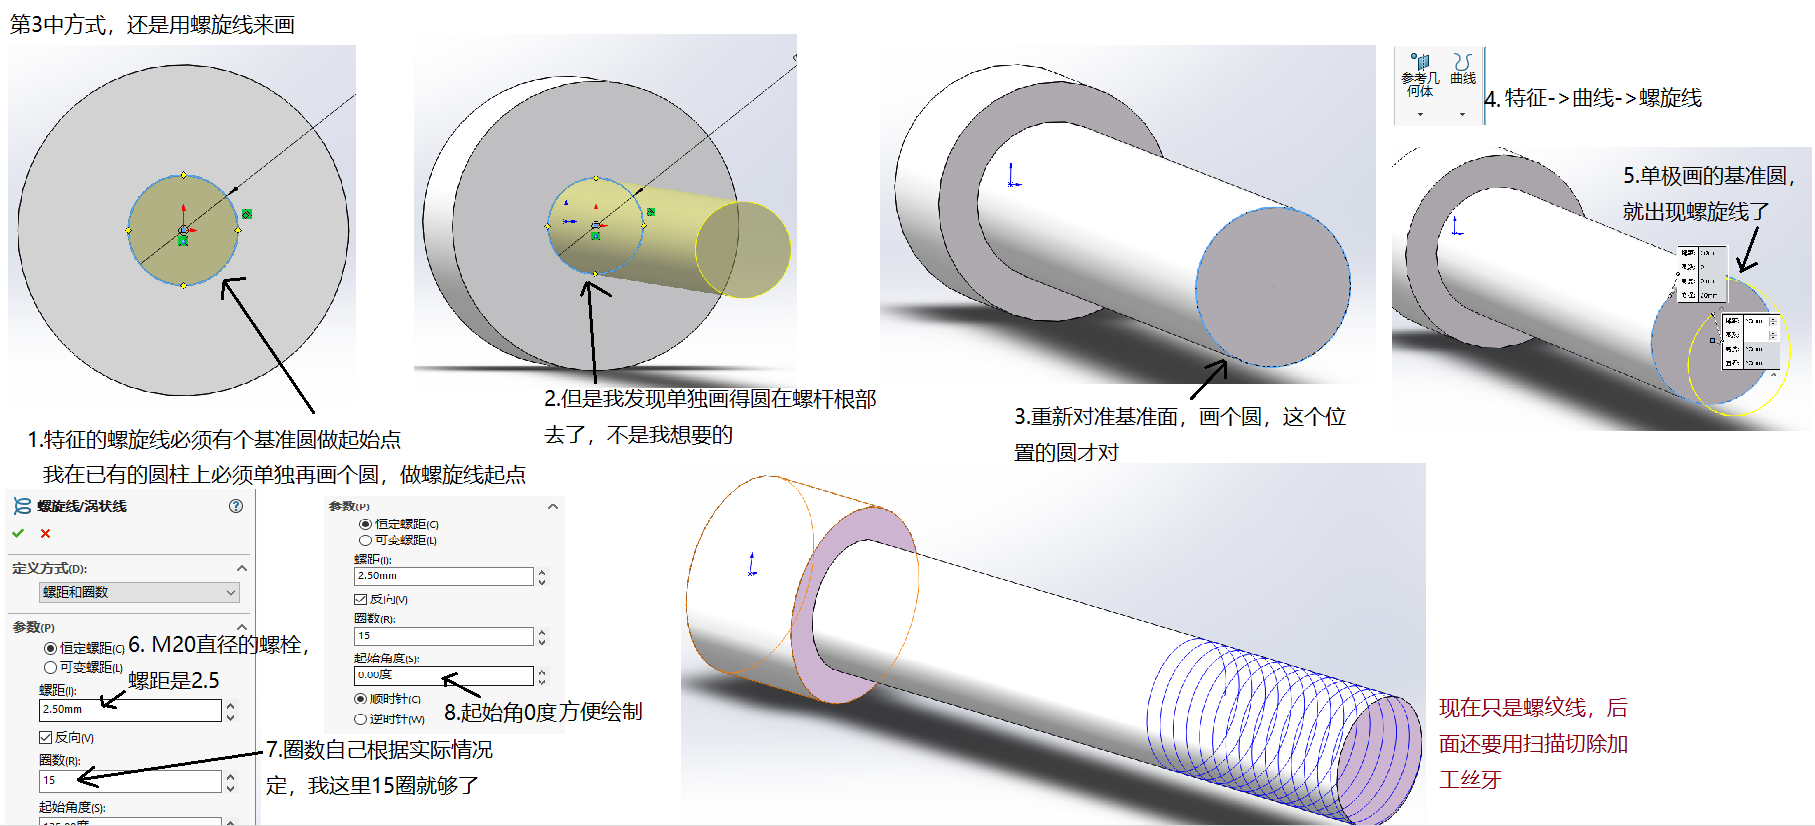 第3中方式，还是用螺旋线来画
1.特征的螺旋线必须有个基准圆做起始点
我在已有的圆柱上必须单独再画个圆，做螺旋线起点
2.但是我发现单独画得圆在螺杆根部
去了，不是我想要的
3.重新对准基准面，画个圆，这个位
置的圆才对
参考几
何体
曲线
4.特征->曲线->螺旋线
5.单极画的基准圆，
就出现螺旋线了
螺旋线/涡状线
定义方式(D):
螺距和圈数
参数(P)
恒定螺距(C)
可变螺距(L)
螺距(I):
2.50mm
反向(V)
圈数(R):
15
起始角度(S):
6. M20直径的螺栓，
螺距是2.5
7.圈数自己根据实际情况
定，我这里15圈就够了
参数(P)
恒定螺距(C)
可变螺距(L)
螺距(I):
2.50mm
反向(V)
圈数(R):
15
起始角度(S):
0.00度
顺时针(C)
逆时针(W)
8.起始角0度方便绘制
现在只是螺纹线，后
面还要用扫描切除加
工丝牙